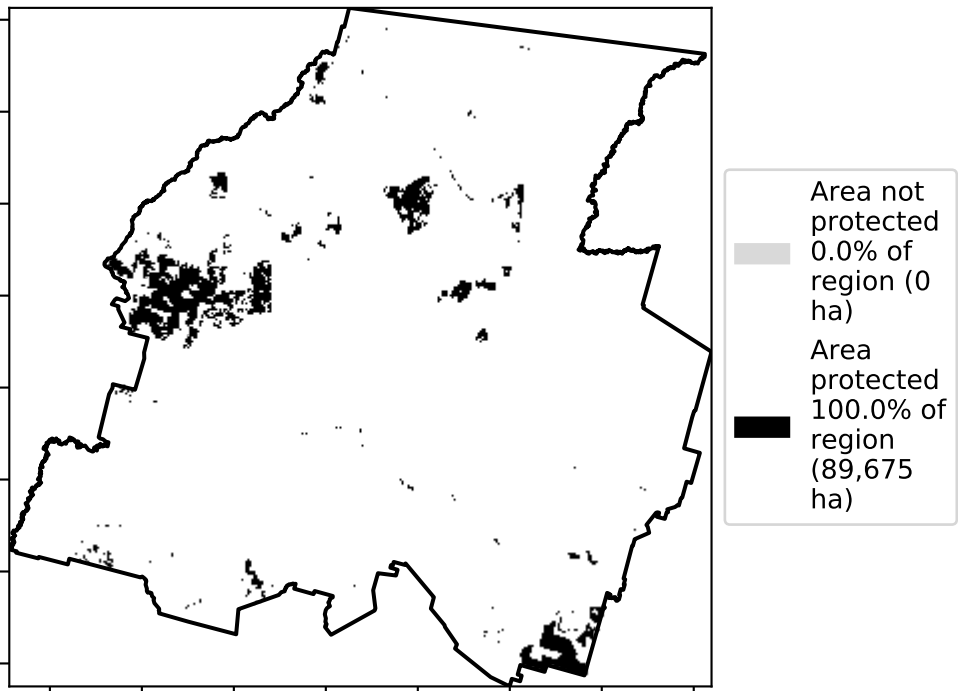 Area not
protected
0.0% of
region (0
ha)
Area
protected
100.0% of
region
(89,675
ha)